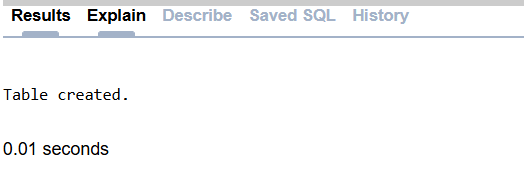 Results Explain Describe Saved SQL History
Table created.
0.01 seconds